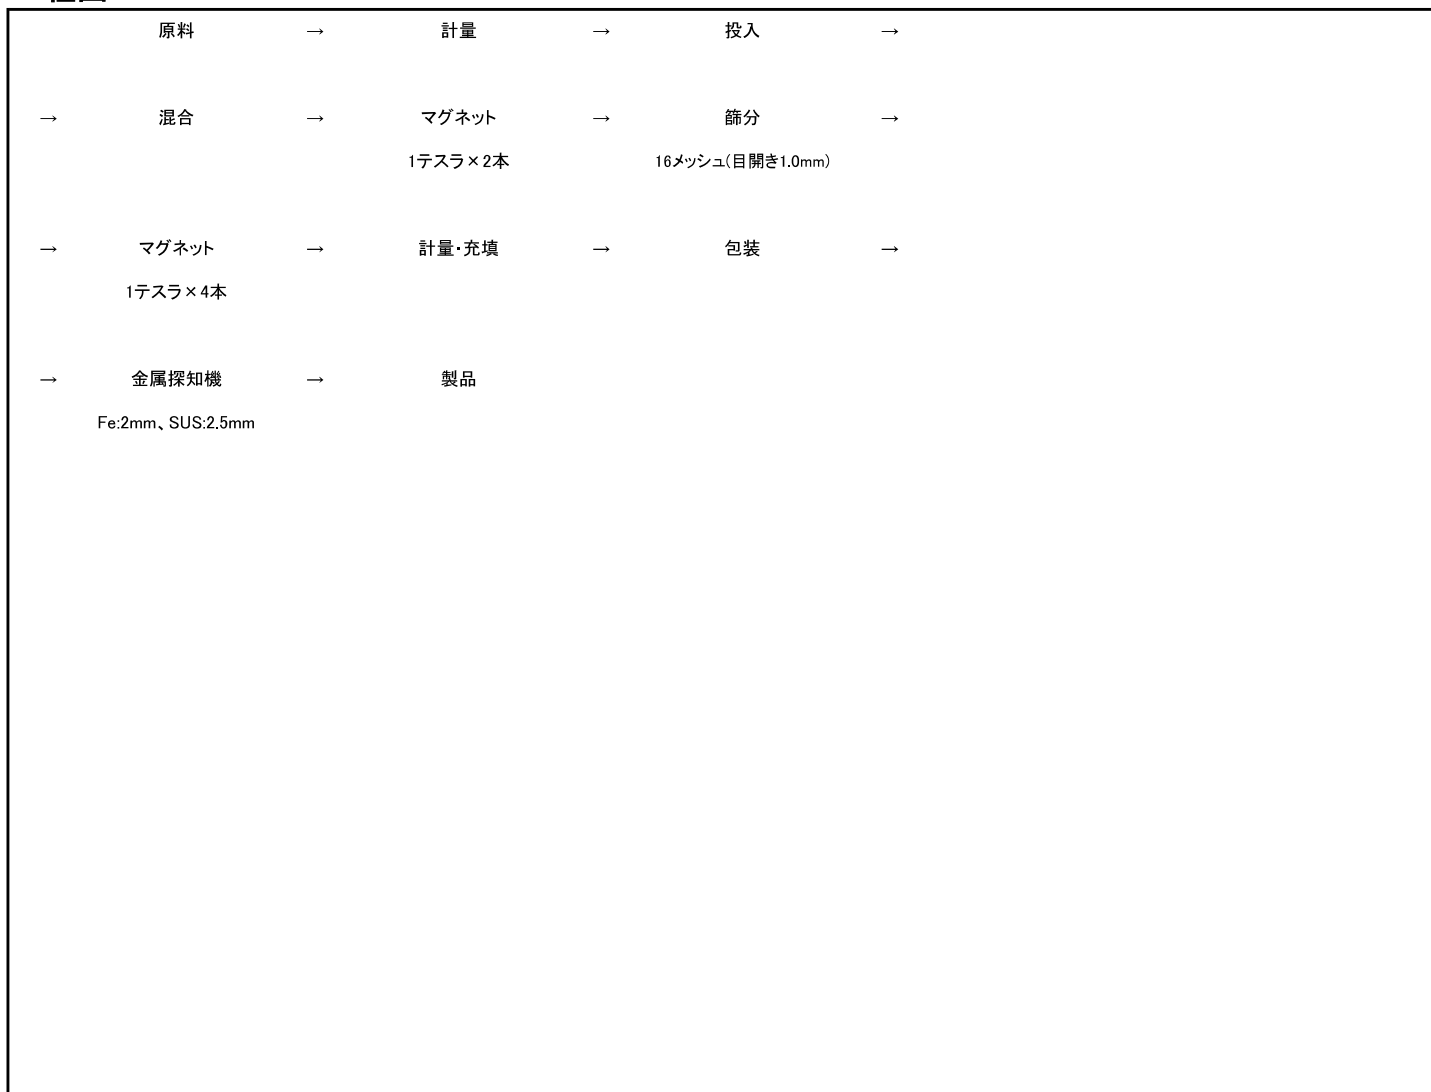 原料 → 計量 → 投入 →
→ 混合 → マグネット → 篩分 →
1テスラ×2本 16メッシュ(目開き1.0mm)
→ マグネット → 計量・充填 → 包装 →
1テスラ×4本
→ 金属探知機 → 製品
Fe:2mm、SUS:2.5mm